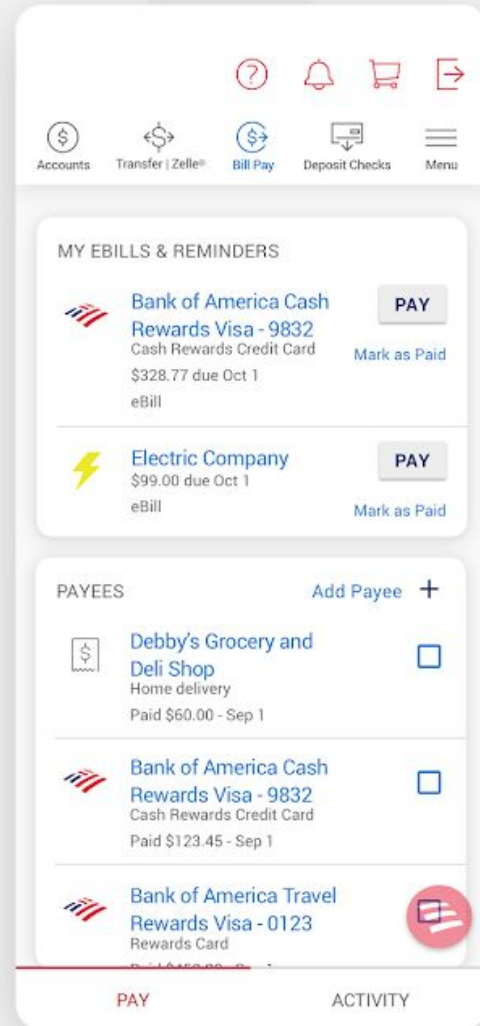 Accounts
Transfer | Zelle®
Bill Pay
Deposit Checks
Menu
MY EBILLS & REMINDERS
Bank of America Cash
Rewards Visa - 9832
PAY
Cash Rewards Credit Card
Mark as Paid
$328.77 due Oct 1
eBill
Electric Company
PAY
$99.00 due Oct 1
eBill
Mark as Paid
PAYEES
Add Payee +
Debby's Grocery and
Deli Shop
Home delivery
Paid $60.00 - Sep 1
Bank of America Cash
Rewards Visa - 9832
Cash Rewards Credit Card
Paid $123.45 - Sep 1
Bank of America Travel
Rewards Visa - 0123
Rewards Card
PAY
ACTIVITY